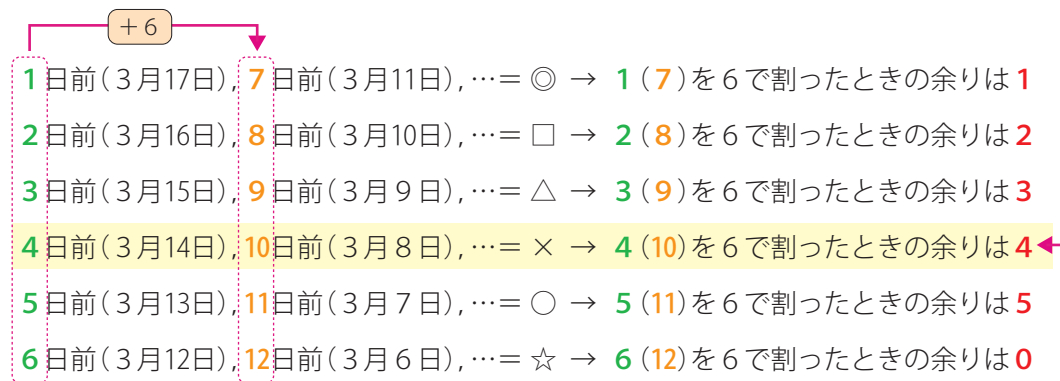 ＋6
1日前(3月17日), 7日前(3月11日), …＝ ◎ → 1 (7)を6で割ったときの余りは 1
2日前(3月16日), 8日前(3月10日), …＝ □ → 2 (8)を6で割ったときの余りは 2
3日前(3月15日), 9日前(3月9日), …＝ △ → 3 (9)を6で割ったときの余りは 3
4日前(3月14日), 10日前(3月8日), …＝ × → 4 (10)を6で割ったときの余りは 4
5日前(3月13日), 11日前(3月7日), …＝ ○ → 5 (11)を6で割ったときの余りは 5
6日前(3月12日), 12日前(3月6日), …＝ ☆ → 6 (12)を6で割ったときの余りは 0